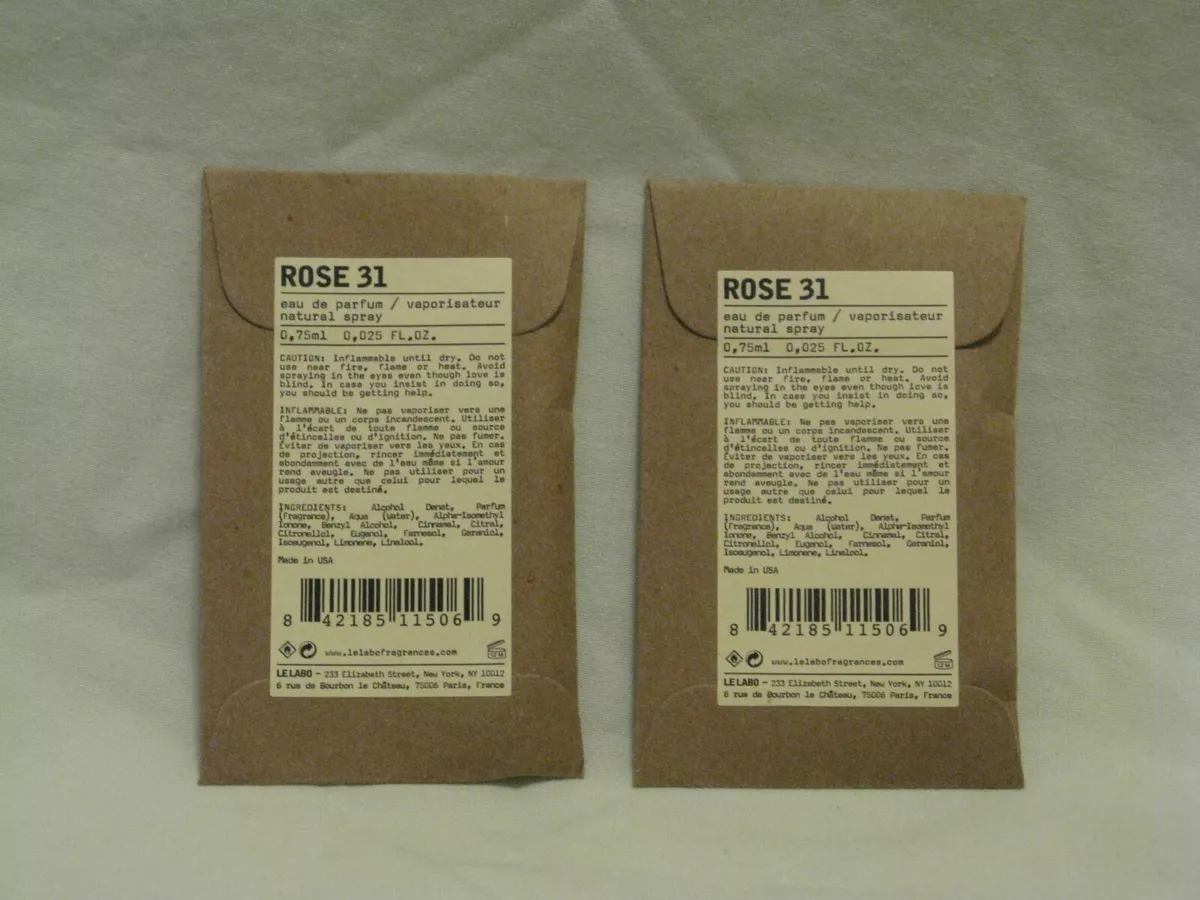 ROSE 31
eau de parfum / vaporisateur
natural spray
0,75ml 0,025 FL.OZ.
CAUTION: Inflammable until dry. Do not
use near fire, flame or heat. Avoid
spraying in the eyes even though love is
blind. In case you insist in doing so,
you should be getting help.
INFLAMMABLE: Ne pas vaporiser vers une
flamme ou un corps incandescent. Utiliser
à l'écart de toute flamme ou source
d'étincelles ou d'ignition. Ne pas fumer.
Éviter de vaporiser vers les yeux. En cas
de projection, rincer immédiatement et
abondamment avec de l'eau même si l'amour
rend aveugle. Ne pas utiliser pour un
usage autre que celui pour lequel le
produit est destiné.
INGREDIENTS: Alcohol Denat, Parfum
(fragrance), Aqua (water), Alpha-Isomethyl
Ionone, Benzyl Alcohol, Cinnamal, Citral,
Citronellol, Eugenol, Farnesol, Geraniol,
Isoeugenol, Limonene, Linalool.
Made in USA
8 42185 11506 9
www.lelabofragrances.com
12 M
LE LABO - 233 Elizabeth Street, New York, NY 10012
6 rue de Bourbon le Château, 75006 Paris, France
ROSE 31
eau de parfum / vaporisateur
natural spray
0,75ml 0,025 FL.OZ.
CAUTION: Inflammable until dry. Do not
use near fire, flame or heat. Avoid
spraying in the eyes even though love is
blind. In case you insist in doing so,
you should be getting help.
INFLAMMABLE: Ne pas vaporiser vers une
flamme ou un corps incandescent. Utiliser
à l'écart de toute flamme ou source
d'étincelles ou d'ignition. Ne pas fumer.
Éviter de vaporiser vers les yeux. En cas
de projection, rincer immédiatement et
abondamment avec de l'eau même si l'amour
rend aveugle. Ne pas utiliser pour un
usage autre que celui pour lequel le
produit est destiné.
INGREDIENTS: Alcohol Denat, Parfum
(fragrance), Aqua (water), Alpha-Isomethyl
Ionone, Benzyl Alcohol, Cinnamal, Citral,
Citronellol, Eugenol, Farnesol, Geraniol,
Isoeugenol, Limonene, Linalool.
Made in USA
8 42185 11506 9
www.lelabofragrances.com
12 M
LE LABO - 233 Elizabeth Street, New York, NY 10012
6 rue de Bourbon le Château, 75006 Paris, France